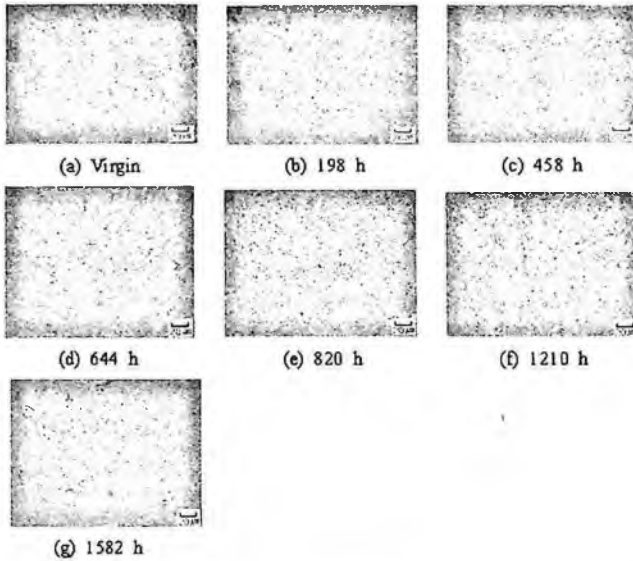 (a) Virgin
(b) 198 h
(c) 458 h
(d) 644 h
(e) 820 h
(f) 1210 h
(g) 1582 h